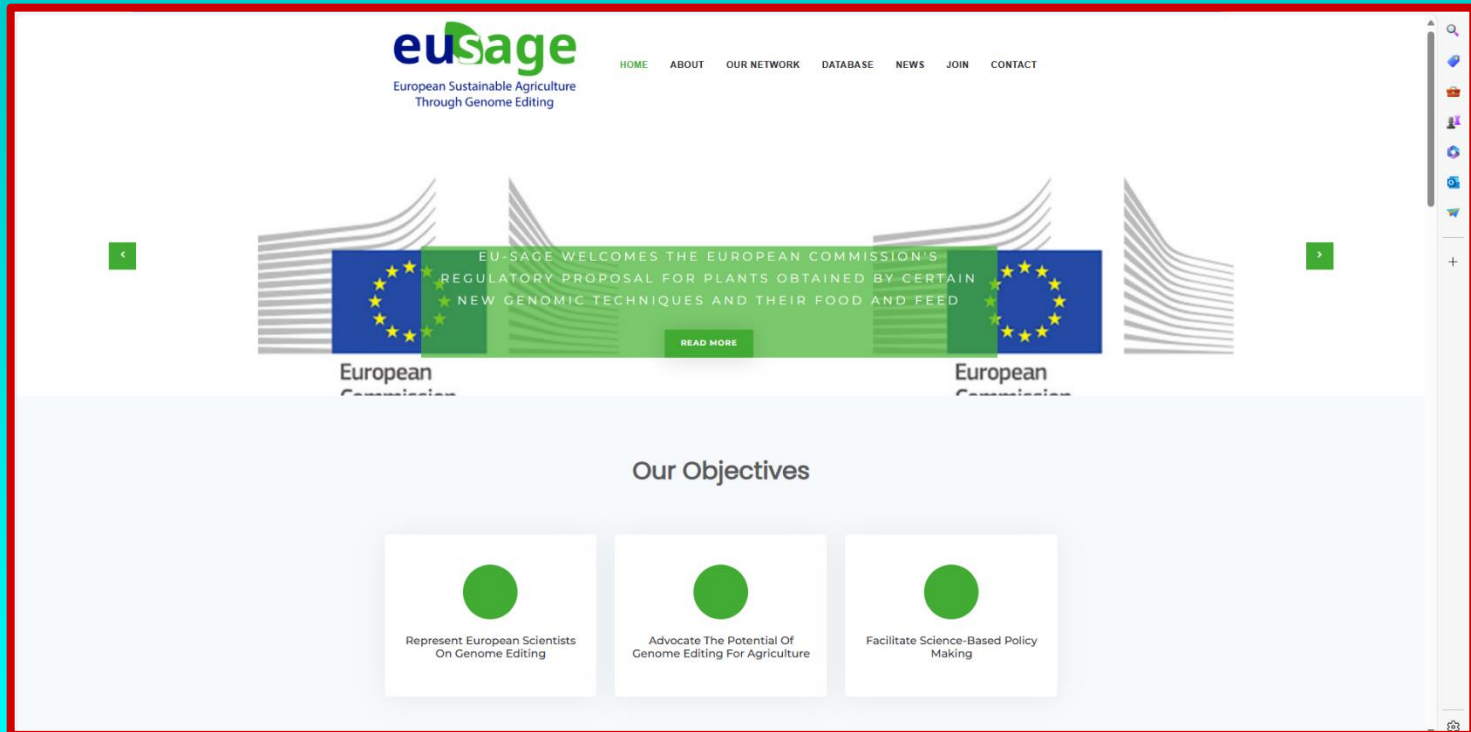 eusage
European Sustainable Agriculture
Through Genome Editing
HOME ABOUT OUR NETWORK DATABASE NEWS JOIN CONTACT
EU-SAGE WELCOMES THE EUROPEAN COMMISSION'S
REGULATORY PROPOSAL FOR PLANTS OBTAINED BY CERTAIN
NEW GENOMIC TECHNIQUES AND THEIR FOOD AND FEED
READ MORE
European European
Commission Commission
Our Objectives
Represent European Scientists
On Genome Editing
Advocate The Potential Of
Genome Editing For Agriculture
Facilitate Science-Based Policy
Making